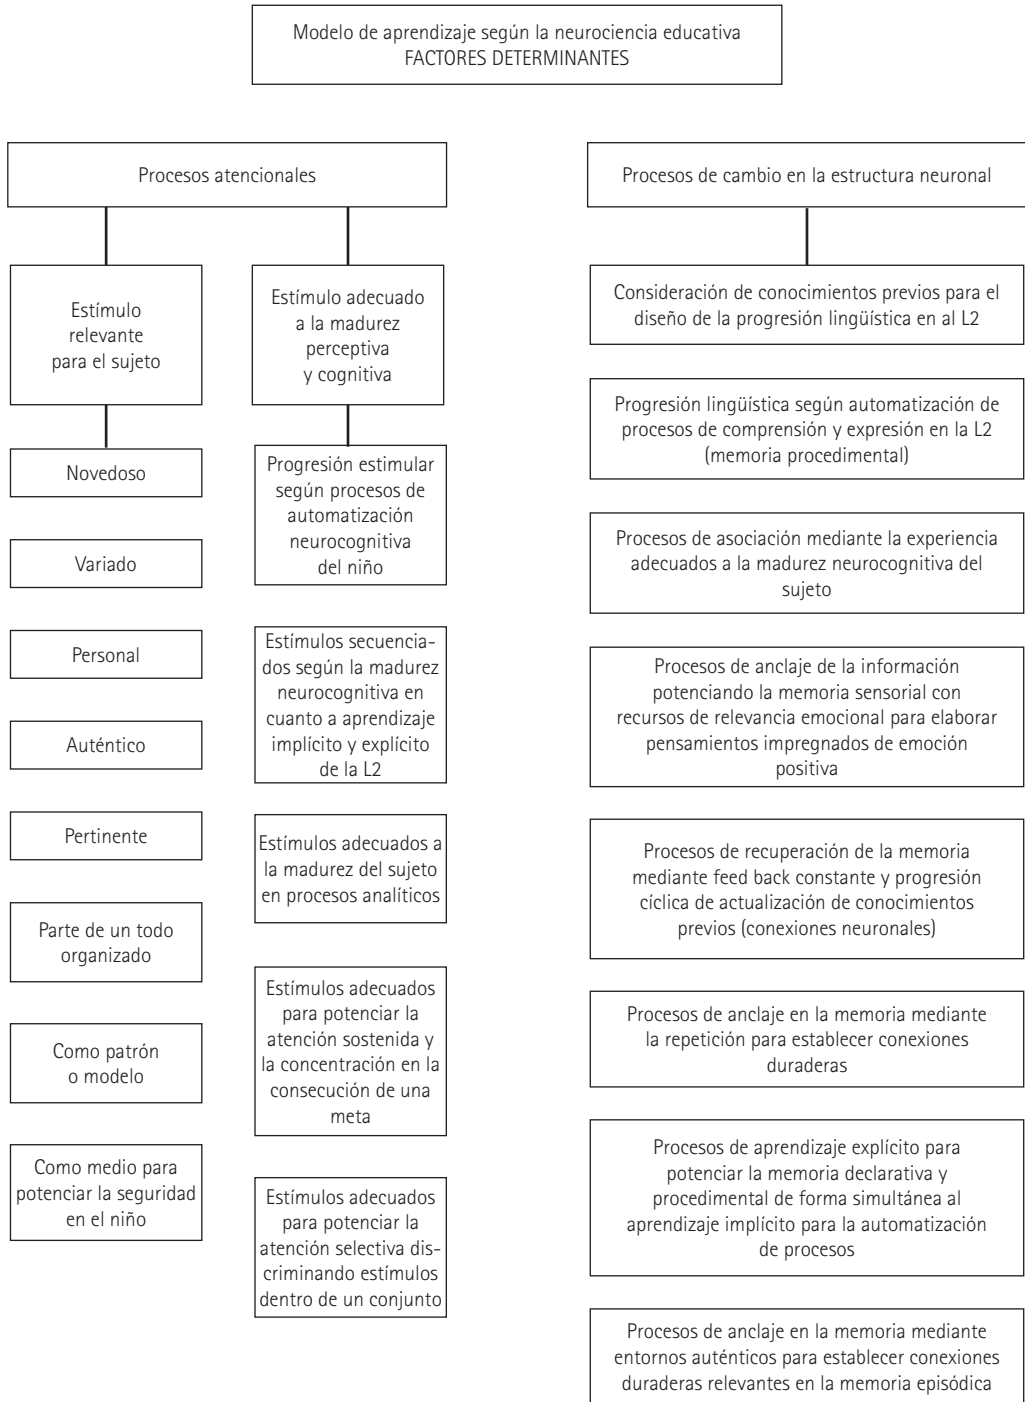 Modelo de aprendizaje según la neurociencia educativa
FACTORES DETERMINANTES
Procesos atencionales
Estímulo
relevante
para el sujeto
Novedoso
Variado
Personal
Auténtico
Pertinente
Parte de un todo
organizado
Como patrón
o modelo
Como medio para
potenciar la seguridad
en el niño
Estímulo adecuado
a la madurez
perceptiva
y cognitiva
Progresión estimular
según procesos de
automatización
neurocognitiva
del niño
Estímulos secuencia-
dos según la madurez
neurocognitiva en
cuanto a aprendizaje
implícito y explícito
de la L2
Estímulos adecuados a
la madurez del sujeto
en procesos analíticos
Estímulos adecuados
para potenciar la
atención sostenida y
la concentración en la
consecución de una
meta
Estímulos adecuados
para potenciar la
atención selectiva dis-
criminando estímulos
dentro de un conjunto
Procesos de cambio en la estructura neuronal
Consideración de conocimientos previos para el
diseño de la progresión lingüística en al L2
Progresión lingüística según automatización de
procesos de comprensión y expresión en la L2
(memoria procedimental)
Procesos de asociación mediante la experiencia
adecuados a la madurez neurocognitiva del
sujeto
Procesos de anclaje de la información
potenciando la memoria sensorial con
recursos de relevancia emocional para elaborar
pensamientos impregnados de emoción
positiva
Procesos de recuperación de la memoria
mediante feed back constante y progresión
cíclica de actualización de conocimientos
previos (conexiones neuronales)
Procesos de anclaje en la memoria mediante
la repetición para establecer conexiones
duraderas
Procesos de aprendizaje explícito para
potenciar la memoria declarativa y
procedimental de forma simultánea al
aprendizaje implícito para la automatización
de procesos
Procesos de anclaje en la memoria mediante
entornos auténticos para establecer conexiones
duraderas relevantes en la memoria episódica